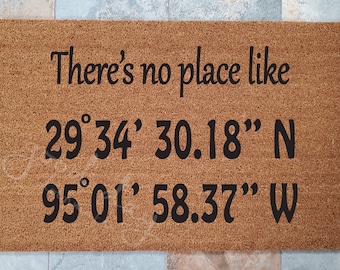 There's no place like
29°34' 30.18" N
95°01' 58.37" W